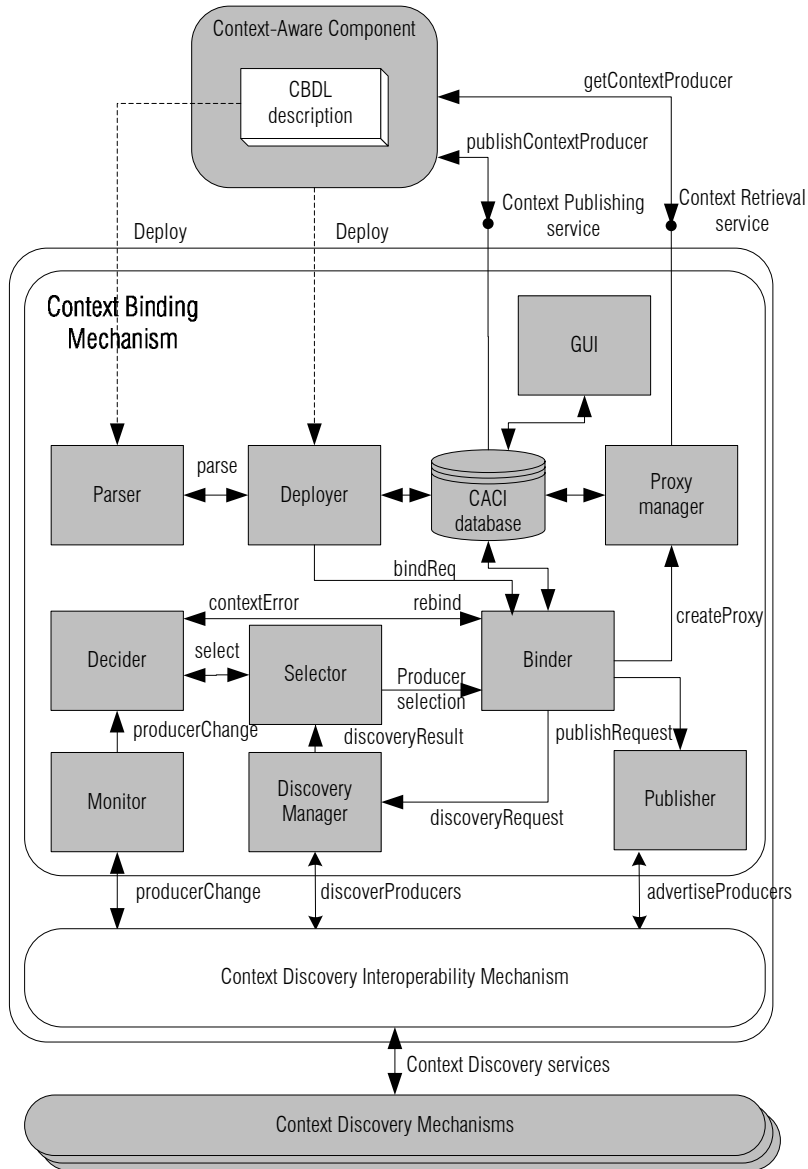 Context-Aware Component
CBDL
description
getContextProducer
publishContextProducer
Context Publishing
service
Context Retrieval
service
Deploy
Deploy
Context Binding
Mechanism
GUI
Parser
parse
Deployer
CACI
database
Proxy
manager
bindReq
contextError
rebind
createProxy
Decider
select
Selector
Producer
selection
Binder
producerChange
discoveryResult
publishRequest
Monitor
Discovery
Manager
discoveryRequest
Publisher
producerChange
discoverProducers
advertiseProducers
Context Discovery Interoperability Mechanism
Context Discovery services
Context Discovery Mechanisms